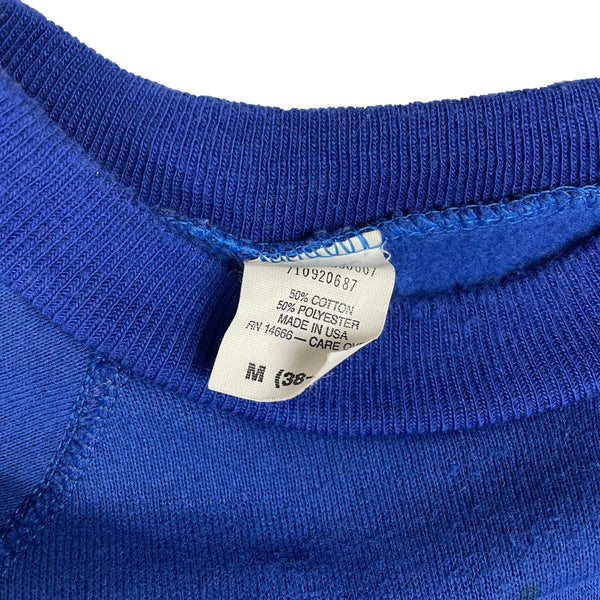 710920687
50% COTTON
50% POLYESTER
MADE IN USA
RN 14666—CARE
M (38-